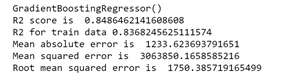 GradientBoostingRegressor()
R2 score is  0.8486462141608608
R2 for train data 0.8368245625111574
Mean absolute error is  1233.623693791651
Mean squared error is  3063850.1658585216
Root mean squared error is  1750.385719165499